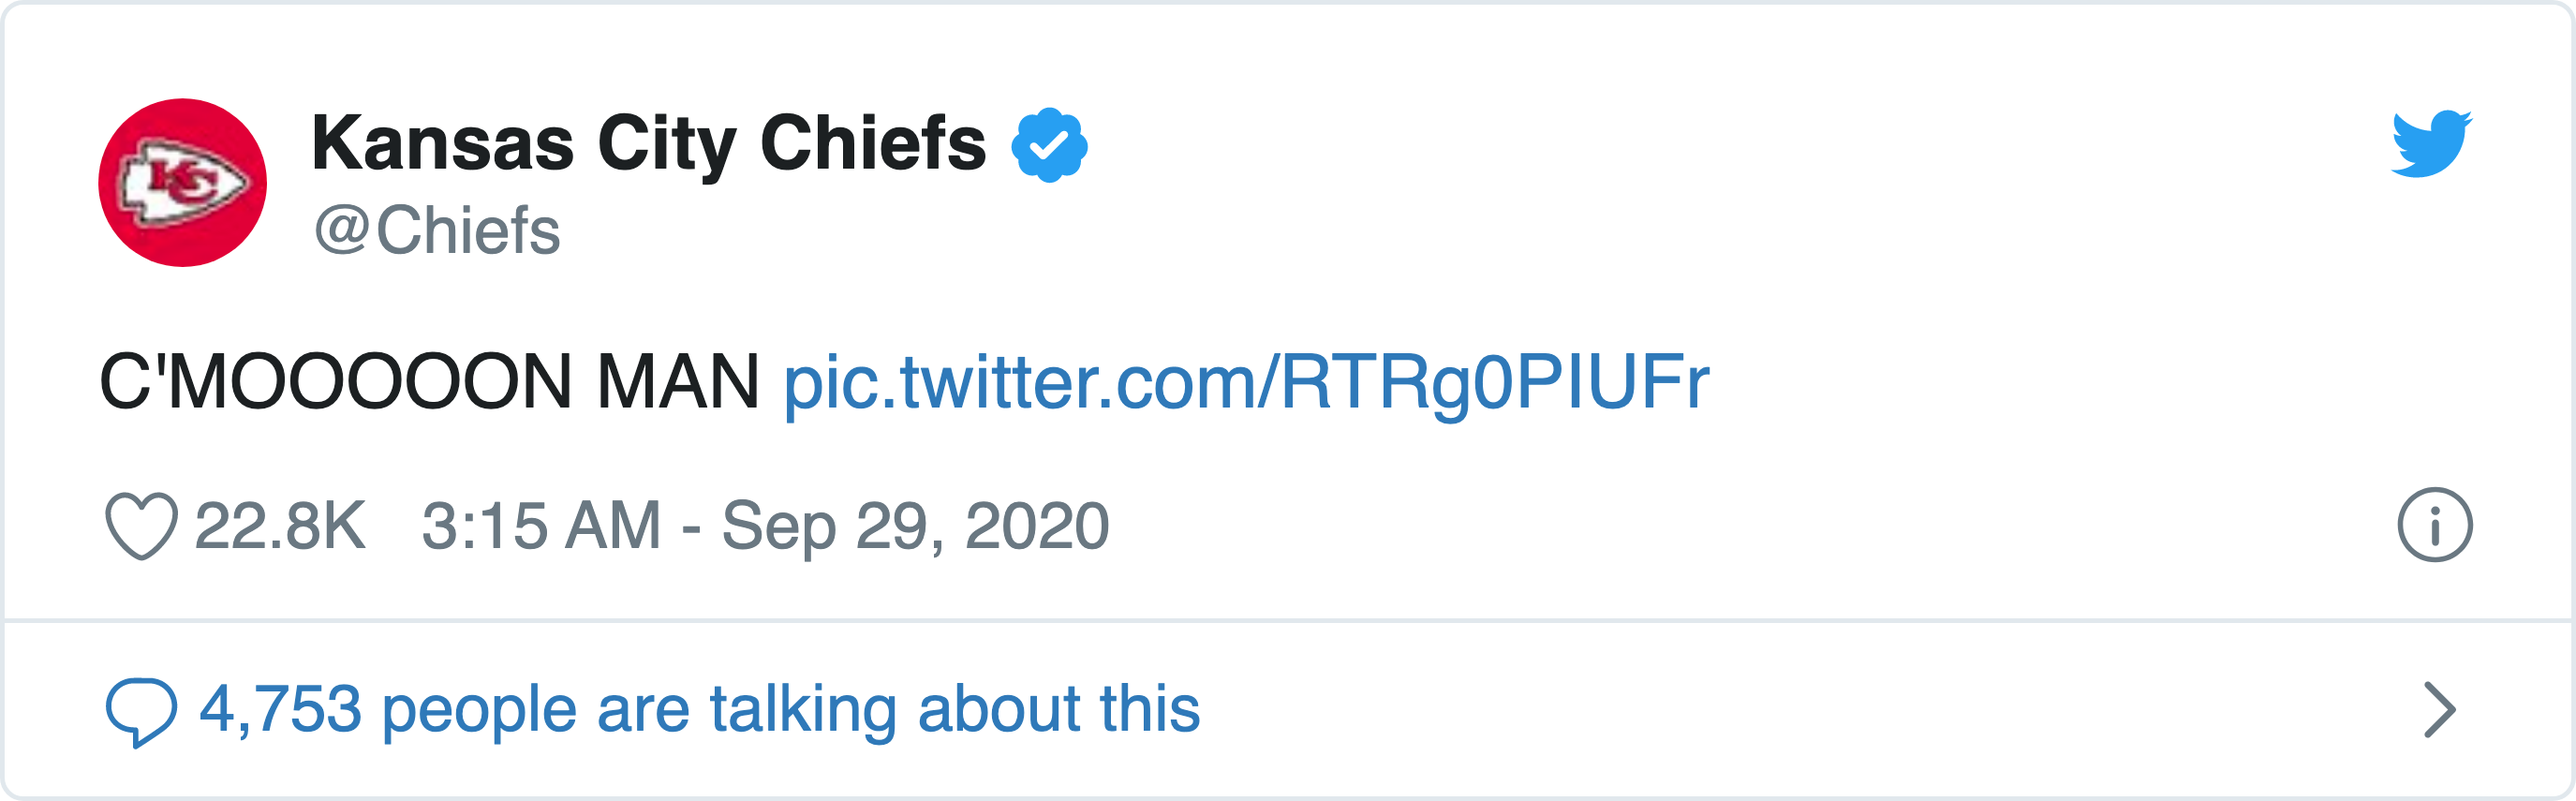 KC
Kansas City Chiefs
@Chiefs
C'MOOOOON MAN pic.twitter.com/RTRg0PIUFr
22.8K 3:15 AM - Sep 29, 2020
4,753 people are talking about this